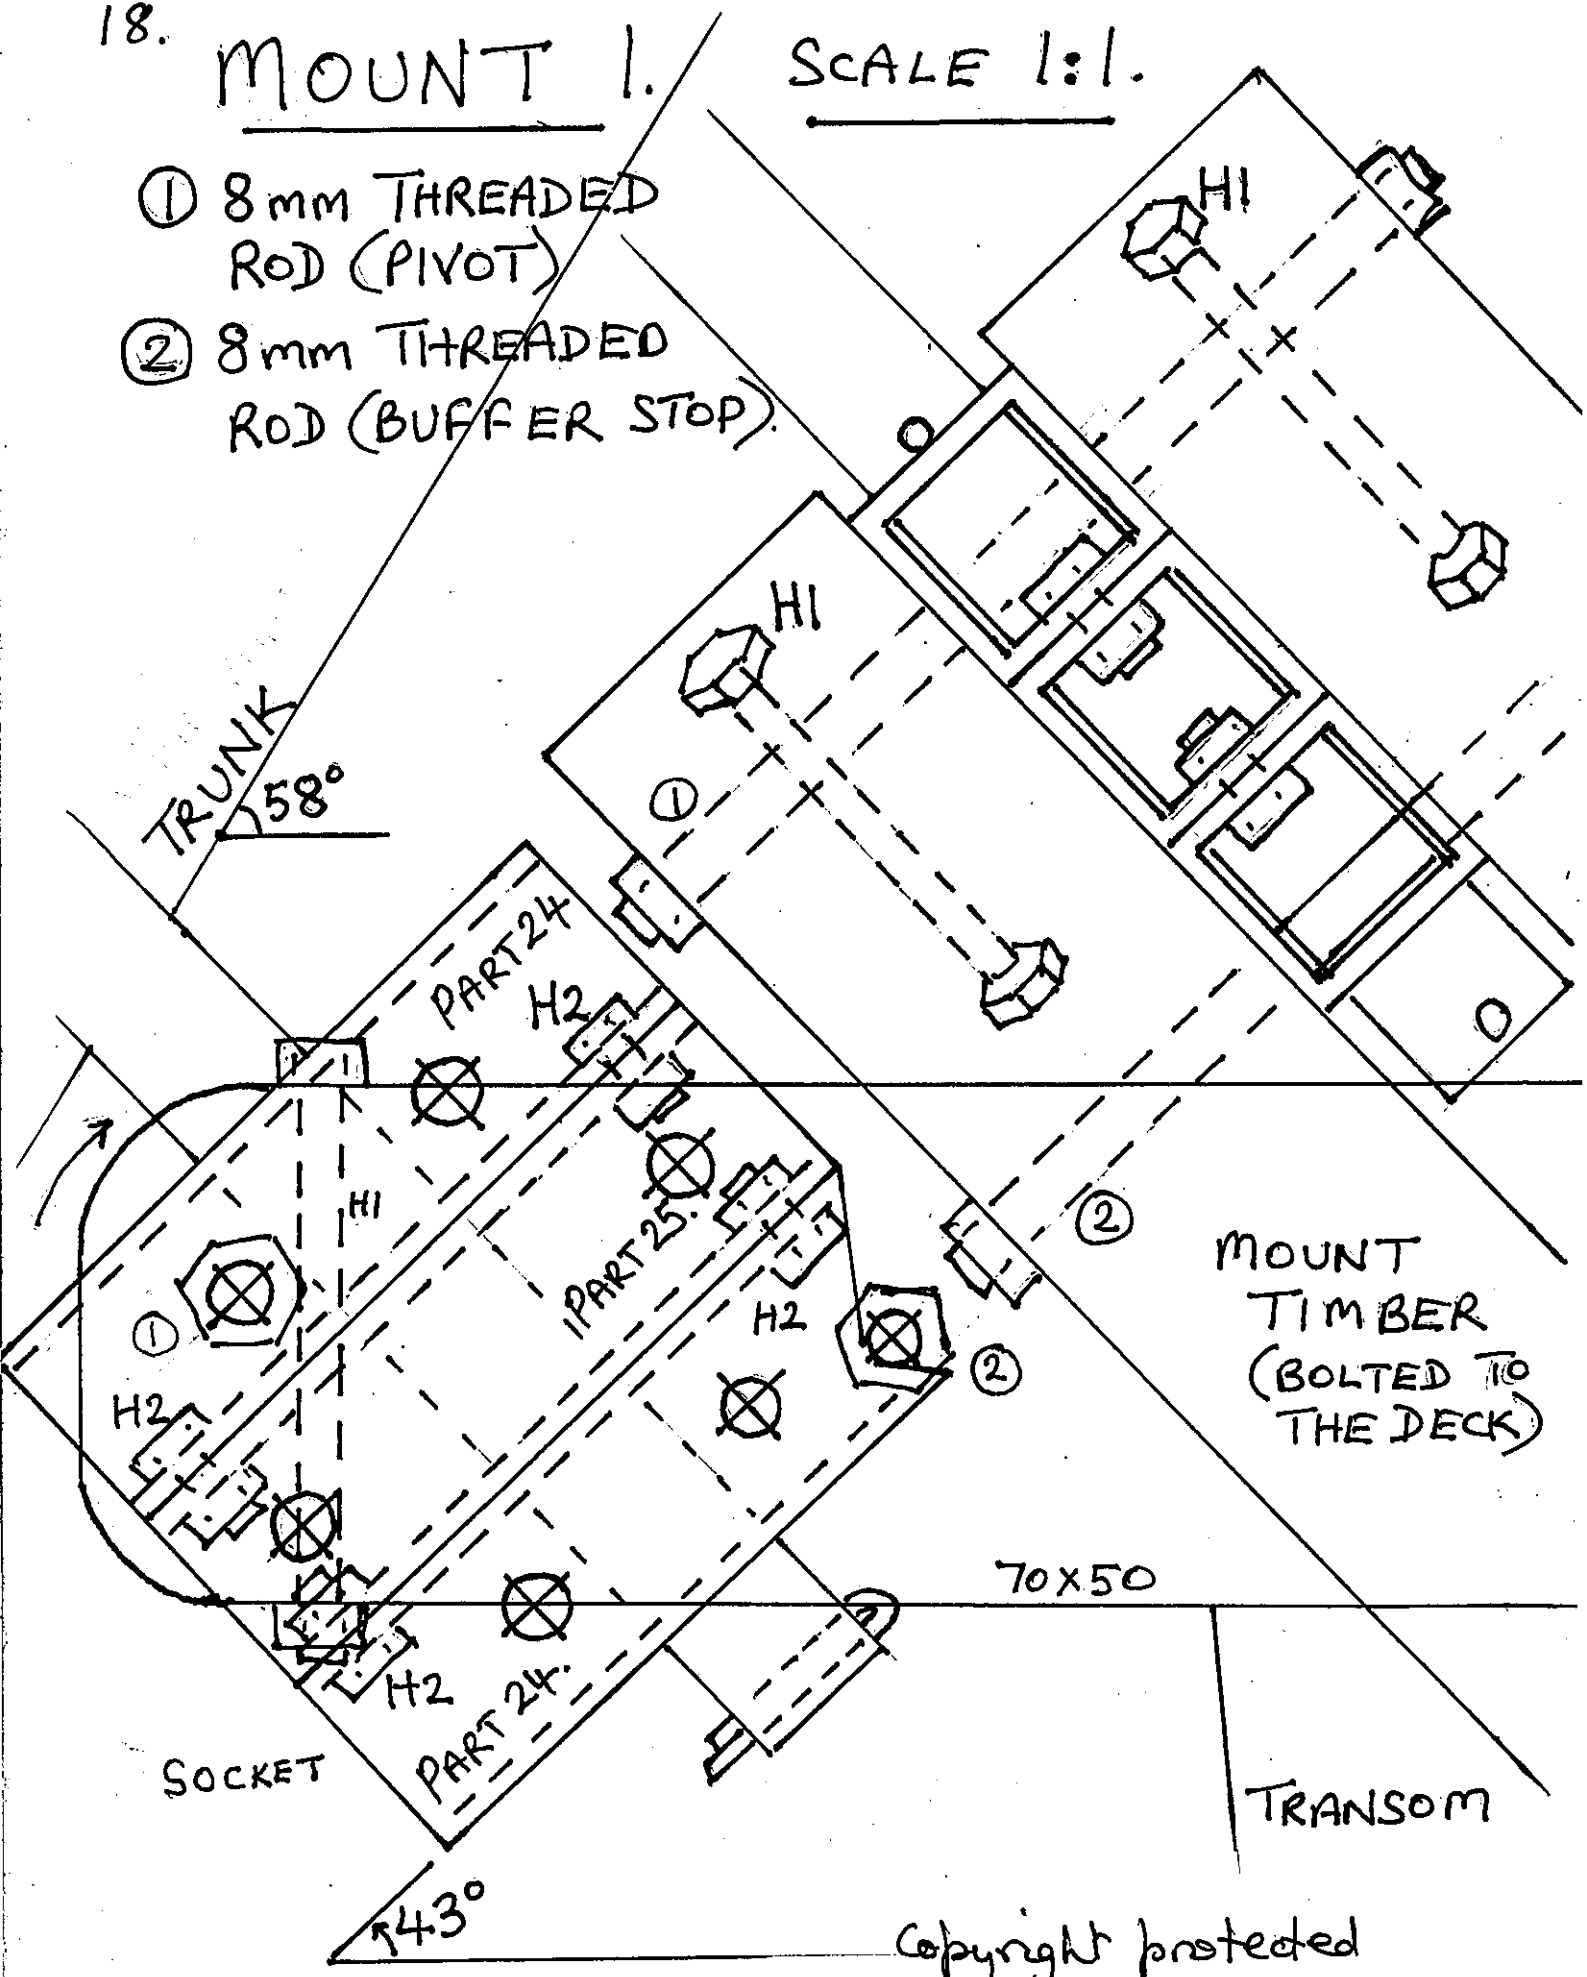 18.
MOUNT 1.
SCALE 1:1.
① 8mm THREADED
ROD (PIVOT)
② 8mm THREADED
ROD (BUFFER STOP).
H1
H1
TRUNK
58°
①
PART 24
H2
H1
PART 25.
①
H2
②
H2
②
MOUNT
TIMBER
(BOLTED TO
THE DECK)
70x50
H2
PART 24.
SOCKET
TRANSOM
43°
Copyright protected